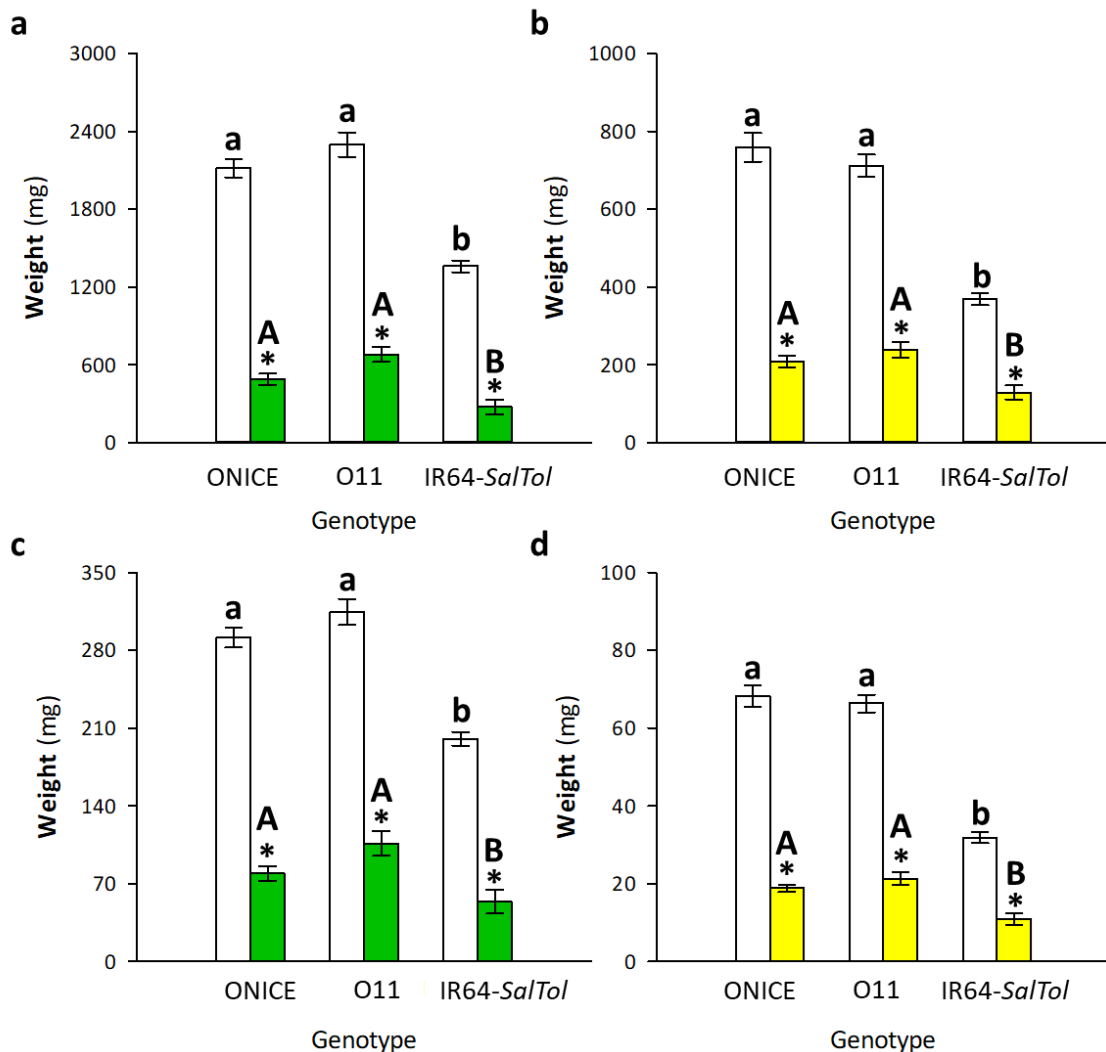 a
3000
2400
1800
1200
600
0
Weight (mg)
a
a
b
A
*
A
*
B
*
ONICE O11 IR64-SalTol
Genotype
b
1000
800
600
400
200
0
Weight (mg)
a
a
b
A
*
A
*
B
*
ONICE O11 IR64-SalTol
Genotype
c
350
280
210
140
70
0
Weight (mg)
a
a
b
A
*
A
*
B
*
ONICE O11 IR64-SalTol
Genotype
d
100
80
60
40
20
0
Weight (mg)
a
a
b
A
*
A
*
B
*
ONICE O11 IR64-SalTol
Genotype